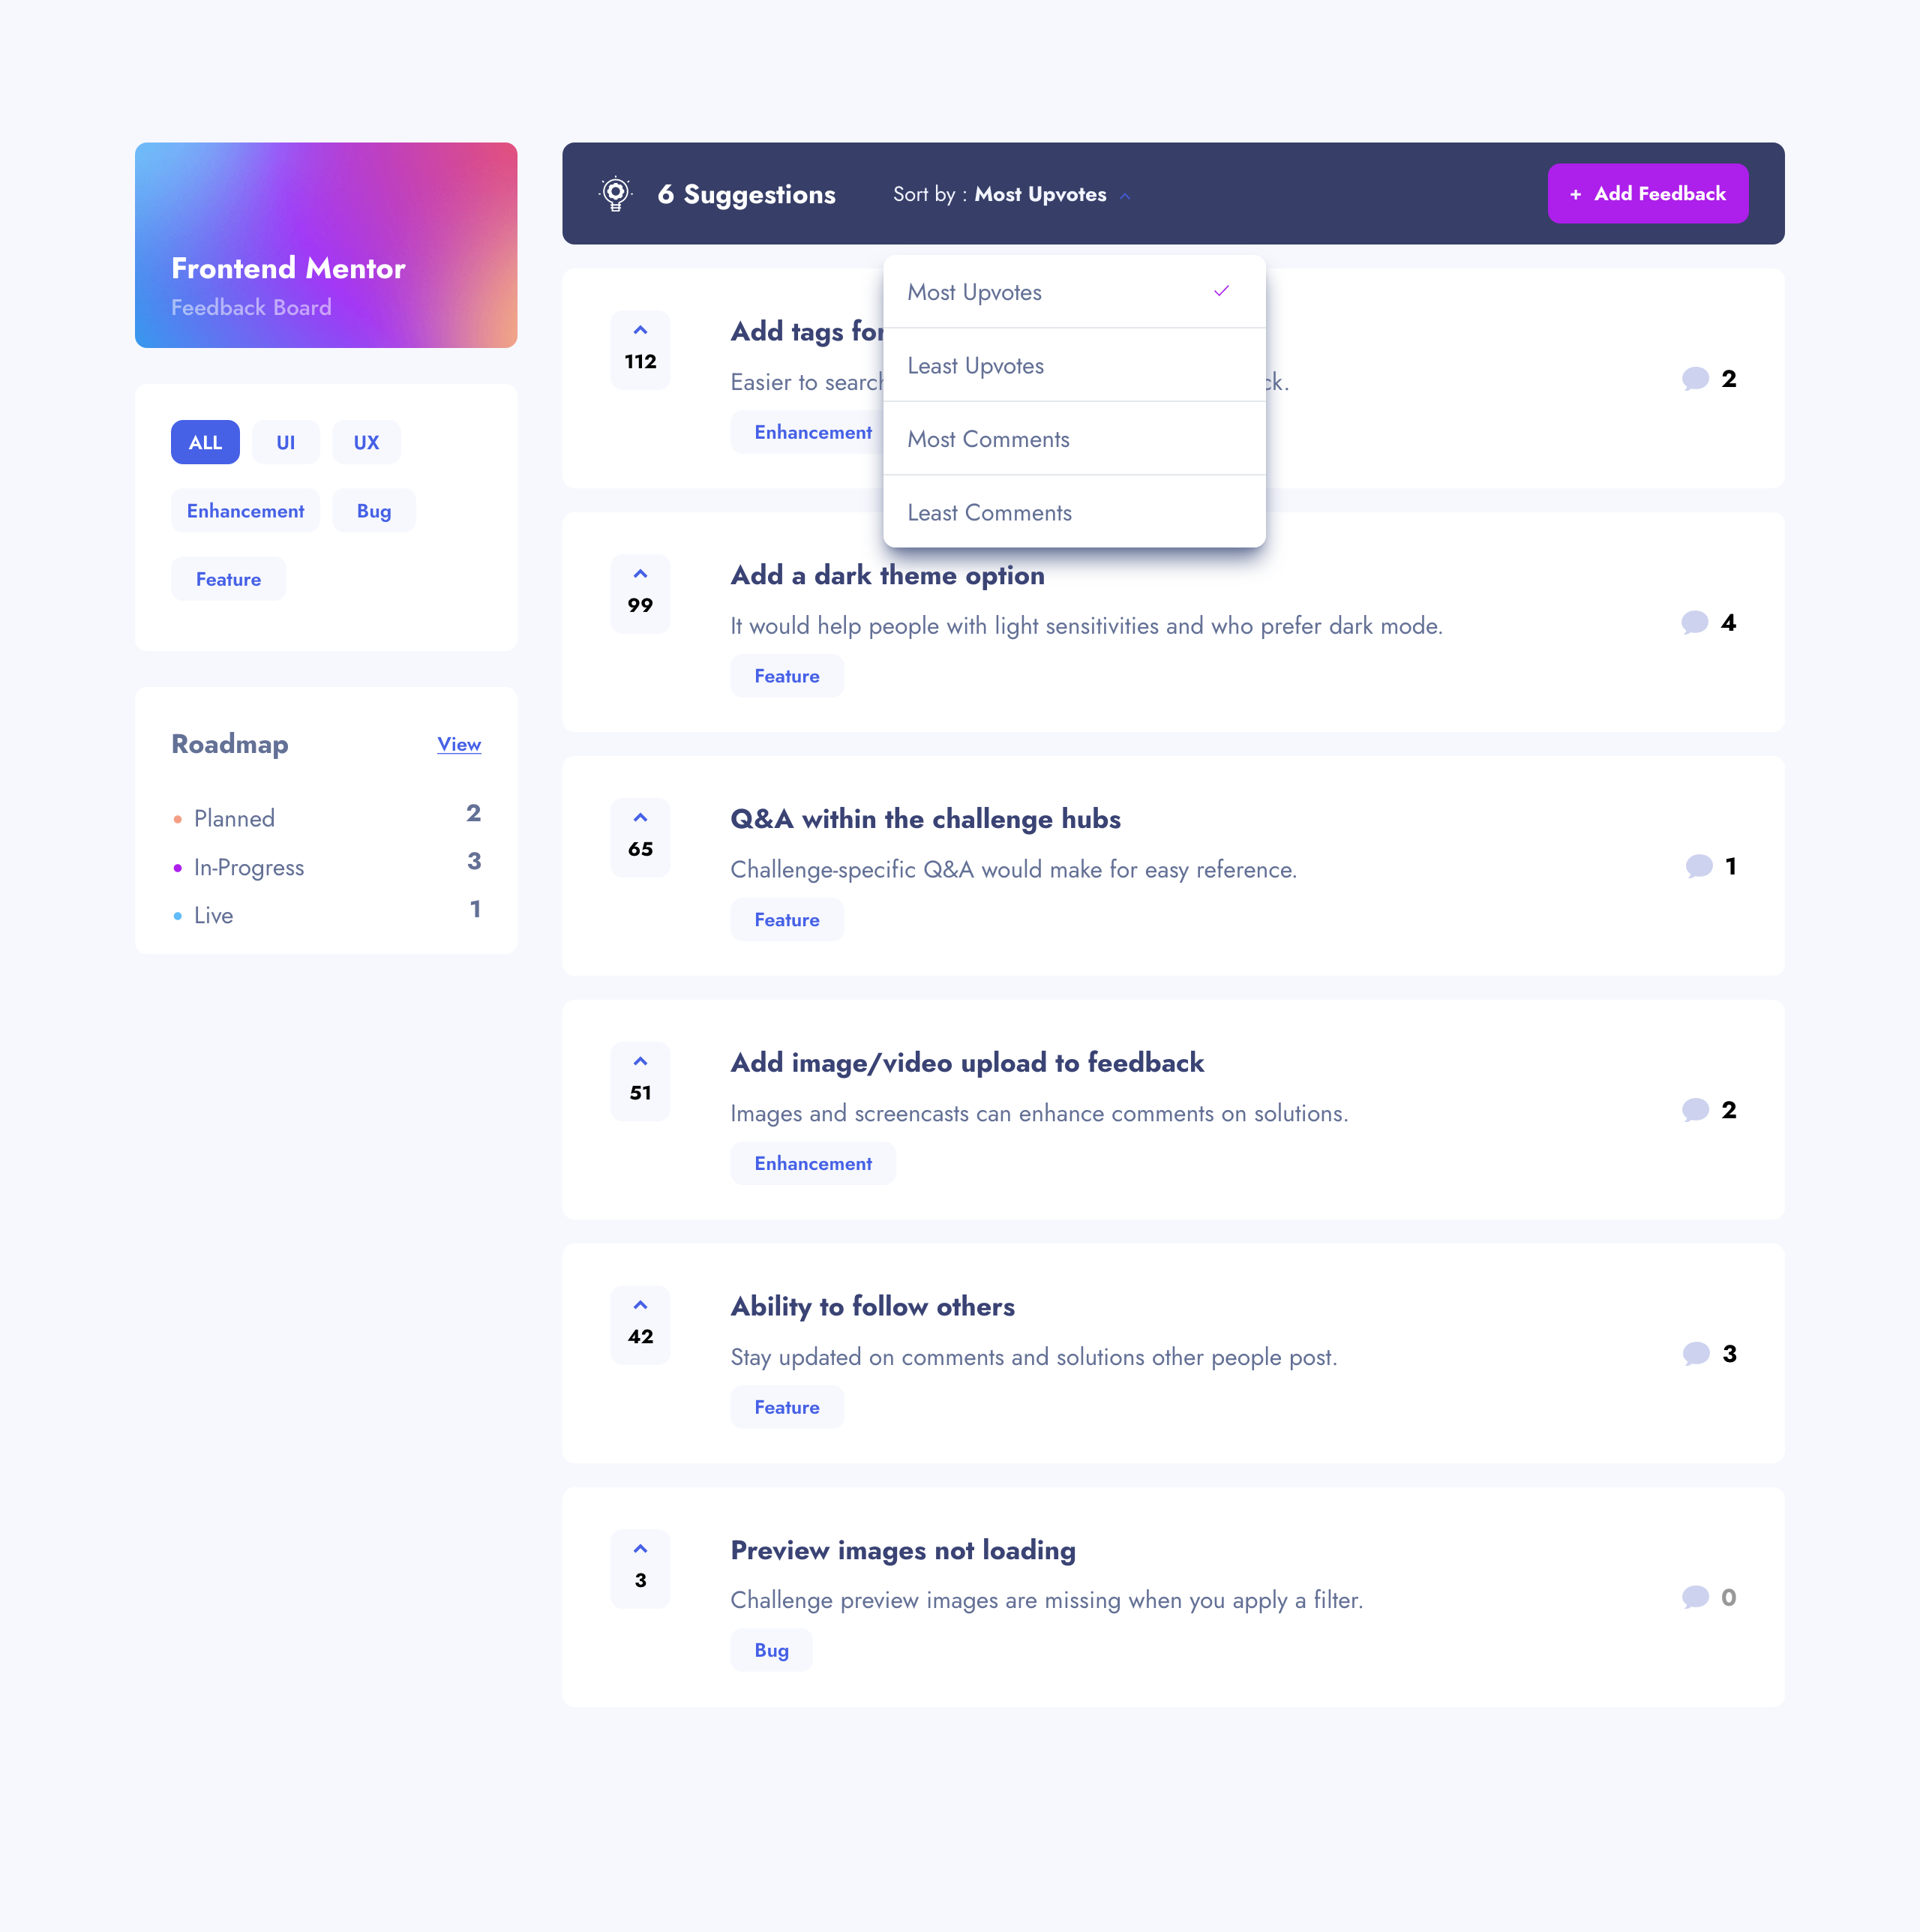 Frontend Mentor
Feedback Board
ALL
UI
UX
Enhancement
Bug
Feature
Roadmap
View
Planned
2
In-Progress
3
Live
1
6 Suggestions
Sort by : Most Upvotes
+ Add Feedback
Most Upvotes
Least Upvotes
Most Comments
Least Comments
112
Add tags for
Easier to search
Enhancement
2
99
Add a dark theme option
It would help people with light sensitivities and who prefer dark mode.
Feature
4
65
Q&A within the challenge hubs
Challenge-specific Q&A would make for easy reference.
Feature
1
51
Add image/video upload to feedback
Images and screencasts can enhance comments on solutions.
Enhancement
2
42
Ability to follow others
Stay updated on comments and solutions other people post.
Feature
3
3
Preview images not loading
Challenge preview images are missing when you apply a filter.
Bug
0